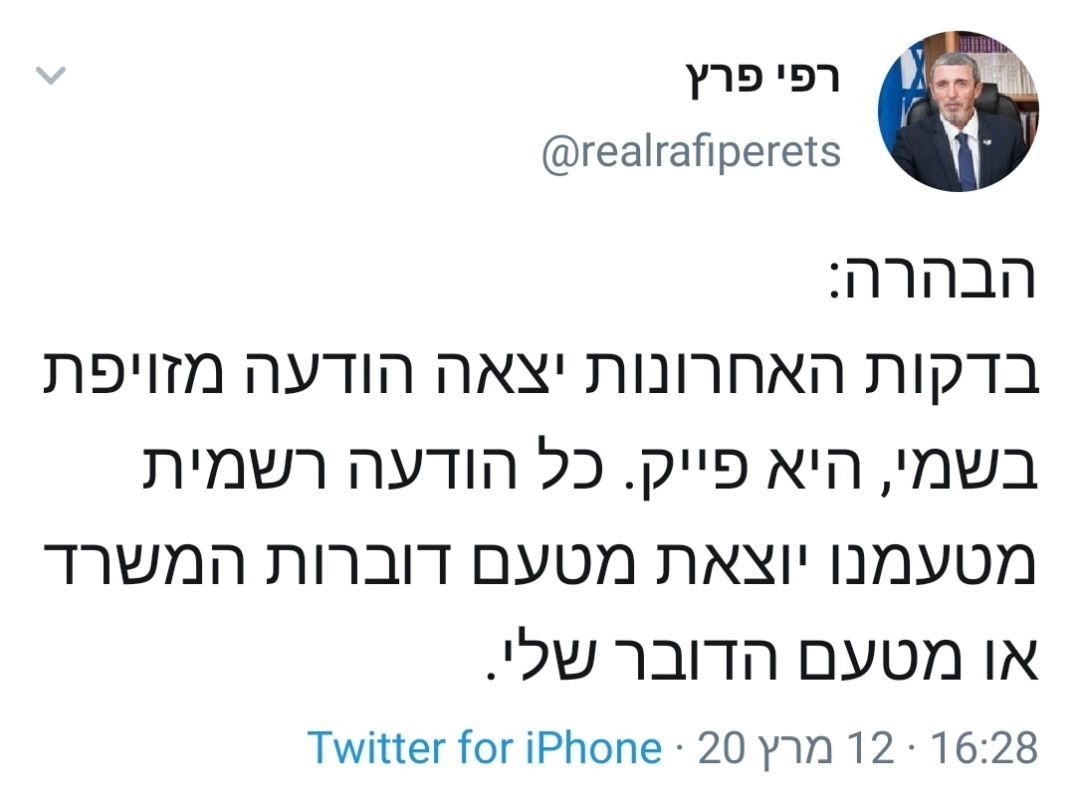 רפי פרץ
@realrafiperets
הבהרה:
בדקות האחרונות יצאה הודעה מזויפת
בשמי, היא פייק. כל הודעה רשמית
מטעמנו יוצאת מטעם דוברות המשרד
או מטעם הדובר שלי.
16:28 · 12 מרץ 20 · Twitter for iPhone